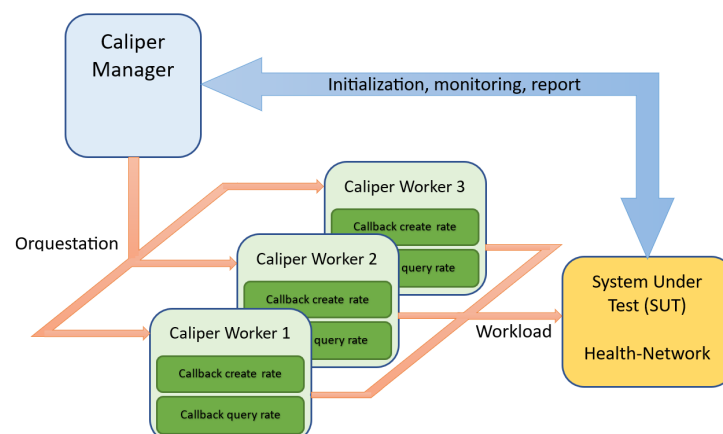 Caliper
Manager
Initialization, monitoring, report
Orquestation
Caliper Worker 3
Callback create rate
query rate
Caliper Worker 2
Callback create rate
query rate
Caliper Worker 1
Callback create rate
Callback query rate
Workload
System Under
Test (SUT)
Health-Network